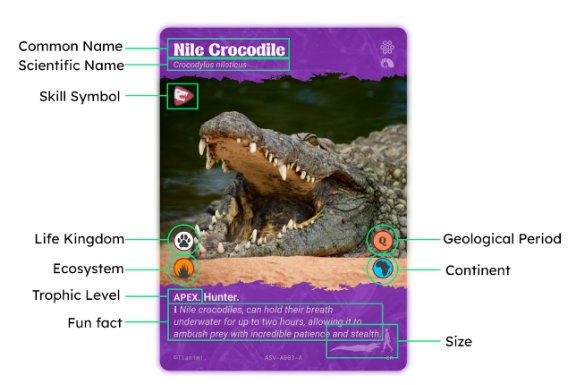 Common Name
Nile Crocodile
Scientific Name
Crocodylus niloticus
Skill Symbol
Life Kingdom
Q
Geological Period
Ecosystem
Continent
Trophic Level
APEX. Hunter.
Fun fact
Nile crocodiles, can hold their breath
underwater for up to two hours, allowing it to
ambush prey with incredible patience and stealth.
Size
ASV-A003-A